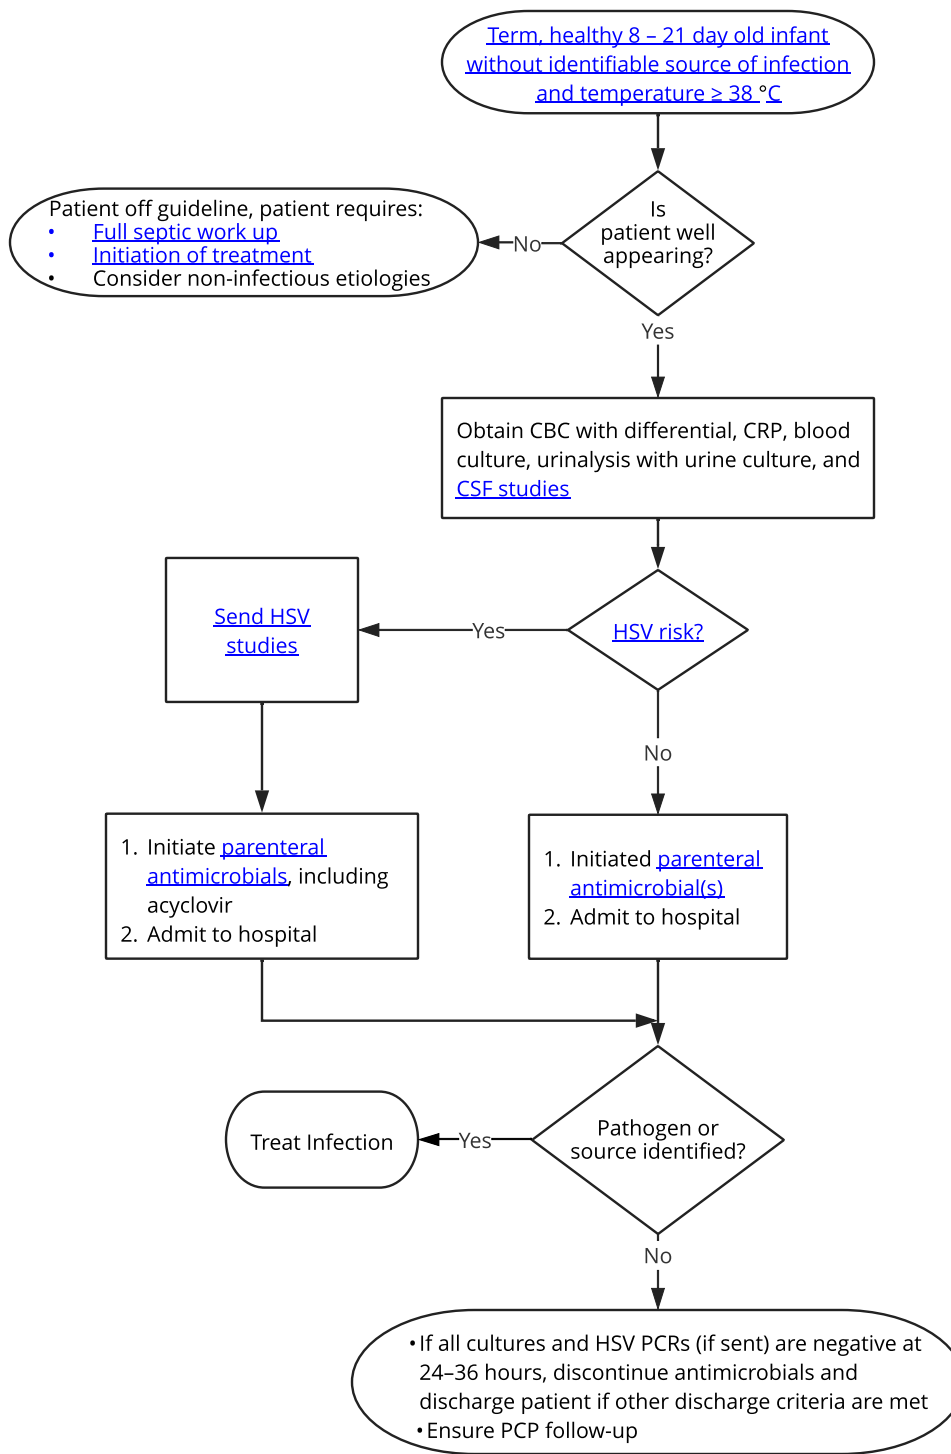 Term, healthy 8 – 21 day old infant
without identifiable source of infection
and temperature ≥ 38 °C
Is
patient well
appearing?
No
Patient off guideline, patient requires:
• Full septic work up
• Initiation of treatment
• Consider non-infectious etiologies
Yes
Obtain CBC with differential, CRP, blood
culture, urinalysis with urine culture, and
CSF studies
HSV risk?
Yes
Send HSV
studies
No
1. Initiate parenteral
antimicrobials, including
acyclovir
2. Admit to hospital
1. Initiated parenteral
antimicrobial(s)
2. Admit to hospital
Pathogen or
source identified?
Yes
Treat Infection
No
• If all cultures and HSV PCRs (if sent) are negative at
24–36 hours, discontinue antimicrobials and
discharge patient if other discharge criteria are met
• Ensure PCP follow-up